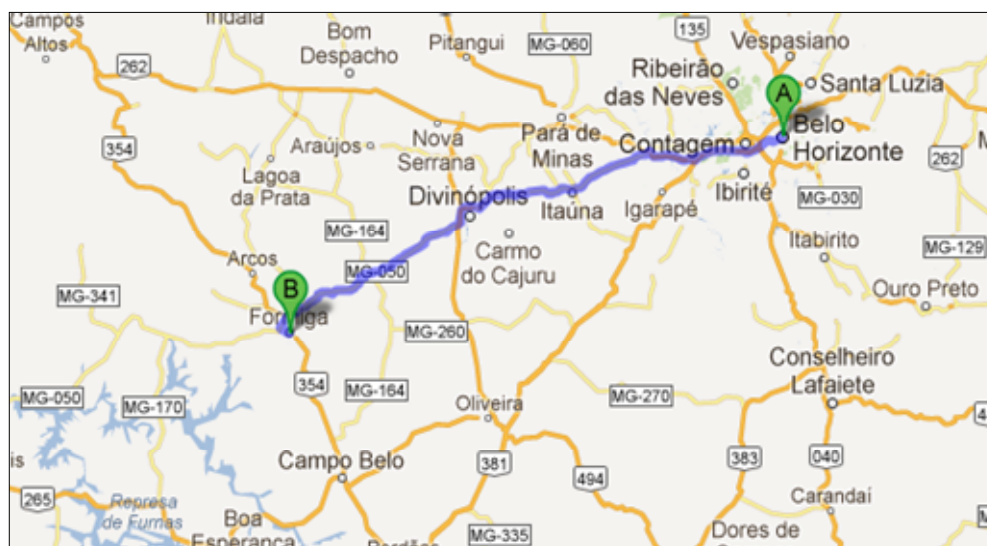 Campos
Altos
Indaiá
Bom
Despacho
Pitangui
MG-060
135
Vespasiano
262
Ribeirão
das Neves
Santa Luzia
A
Belo
Horizonte
354
Nova
Serrana
Pará de
Minas
Contagem
Araújos
262
Lagoa
da Prata
Divinópolis
Itaúna
Igarapé
Ibirité
MG-030
MG-164
Carmo
do Cajuru
Itabirito
MG-129
Arcos
MG-050
B
MG-341
Formiga
Ouro Preto
MG-260
Conselheiro
Lafaiete
354
MG-164
MG-050
MG-170
MG-270
Oliveira
Campo Belo
381
494
383
040
265
Represa
de Furnas
Carandaí
Boa
Esperança
MG-335
Dores de